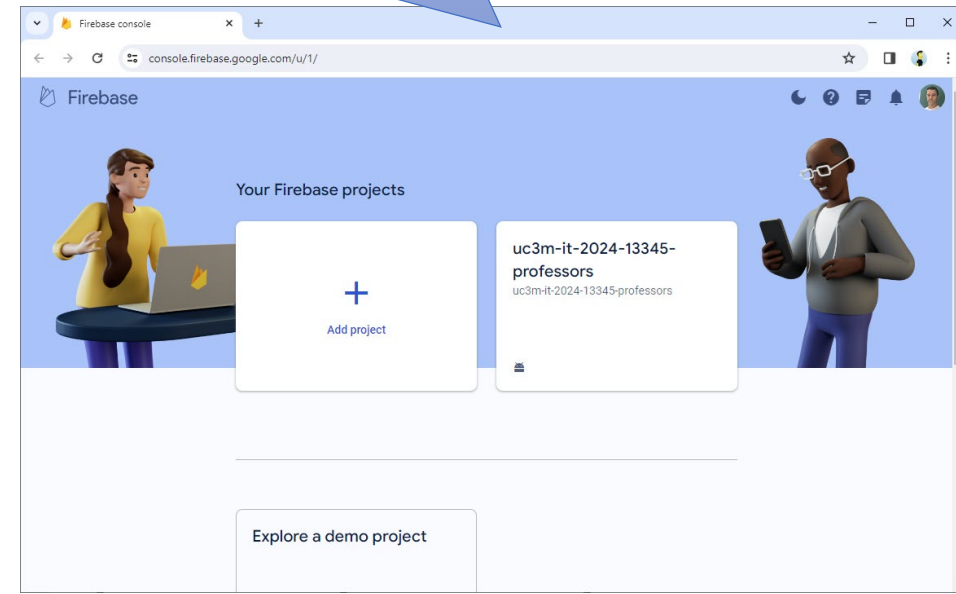 Firebase console
console.firebase.google.com/u/1/
Firebase
Your Firebase projects
Add project
uc3m-it-2024-13345-
professors
uc3m-it-2024-13345-professors
Explore a demo project